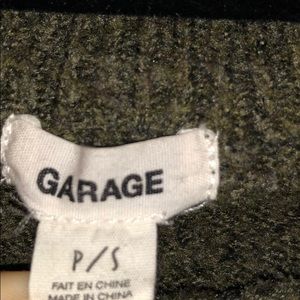 GARAGE
P/S
FAIT EN CHINE
MADE IN CHINA